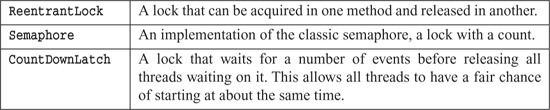 ReentrantLock A lock that can be acquired in one method and released in another.
Semaphore An implementation of the classic semaphore, a lock with a count.
CountDownLatch A lock that waits for a number of events before releasing all
threads waiting on it. This allows all threads to have a fair chance
of starting at about the same time.